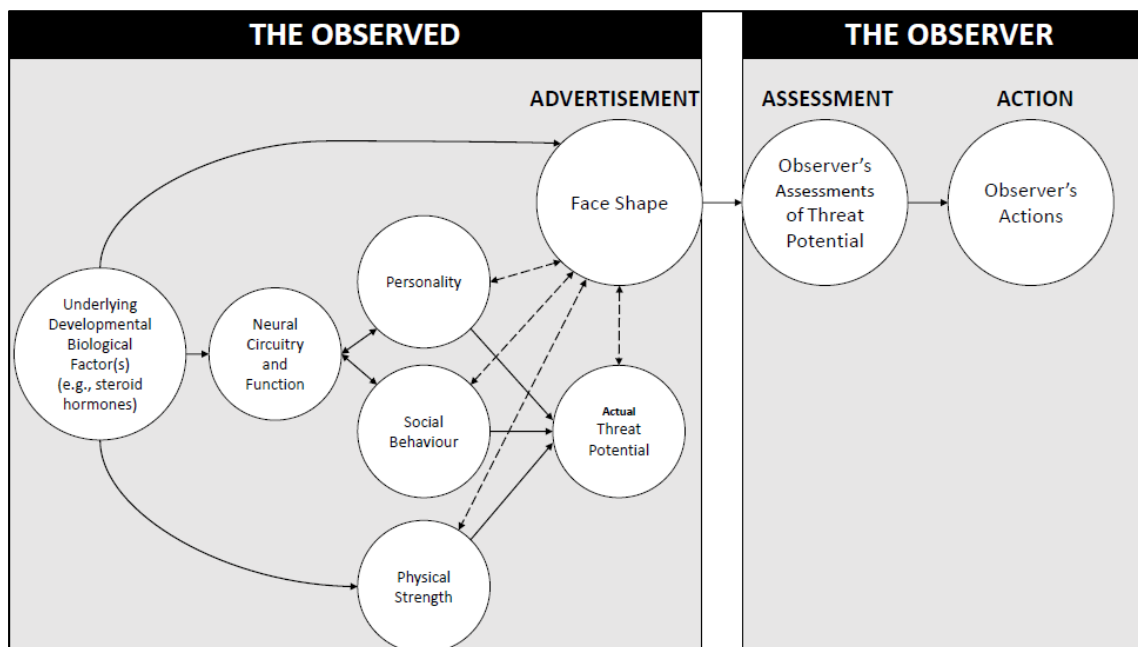 THE OBSERVED
THE OBSERVER
ADVERTISEMENT
ASSESSMENT
ACTION
Face Shape
Observer's
Assessments
of Threat
Potential
Observer's
Actions
Personality
Underlying
Developmental
Biological
Factor(s)
(e.g., steroid
hormones)
Neural
Circuitry
and
Function
Social
Behaviour
Actual
Threat
Potential
Physical
Strength